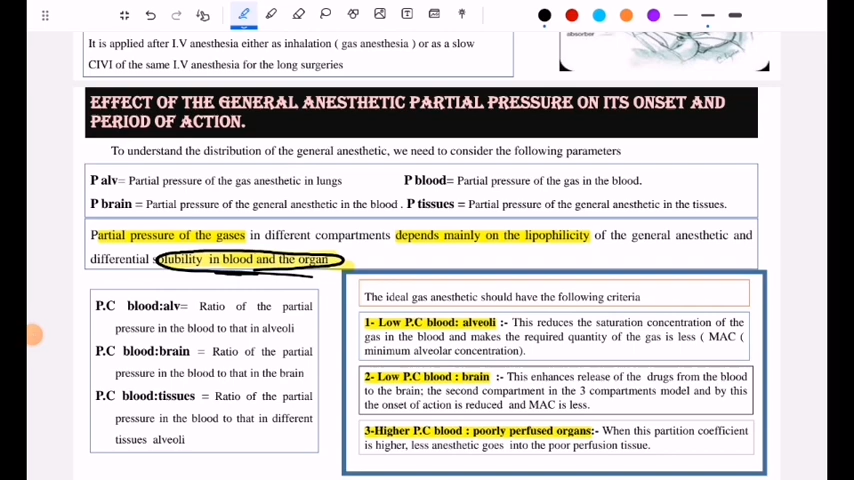 It is applied after I.V anesthesia either as inhalation ( gas anesthesia ) or as a slow
CIVI of the same I.V anesthesia for the long surgeries
absorber
EFFECT OF THE GENERAL ANESTHETIC PARTIAL PRESSURE ON ITS ONSET AND
PERIOD OF ACTION.
To understand the distribution of the general anesthetic, we need to consider the following parameters
P alv= Partial pressure of the gas anesthetic in lungs
P blood= Partial pressure of the gas in the blood.
P brain = Partial pressure of the general anesthetic in the blood . P tissues = Partial pressure of the general anesthetic in the tissues.
Partial pressure of the gases in different compartments depends mainly on the lipophilicity of the general anesthetic and
differential solubility in blood and the organ
P.C blood:alv= Ratio of the partial
pressure in the blood to that in alveoli
P.C blood:brain = Ratio of the partial
pressure in the blood to that in the brain
P.C blood:tissues = Ratio of the partial
pressure in the blood to that in different
tissues alveoli
The ideal gas anesthetic should have the following criteria
1- Low P.C blood: alveoli :- This reduces the saturation concentration of the
gas in the blood and makes the required quantity of the gas is less ( MAC (
minimum alveolar concentration).
2- Low P.C blood : brain :- This enhances release of the drugs from the blood
to the brain; the second compartment in the 3 compartments model and by this
the onset of action is reduced and MAC is less.
3-Higher P.C blood : poorly perfused organs:- When this partition coefficient
is higher, less anesthetic goes into the poor perfusion tissue.